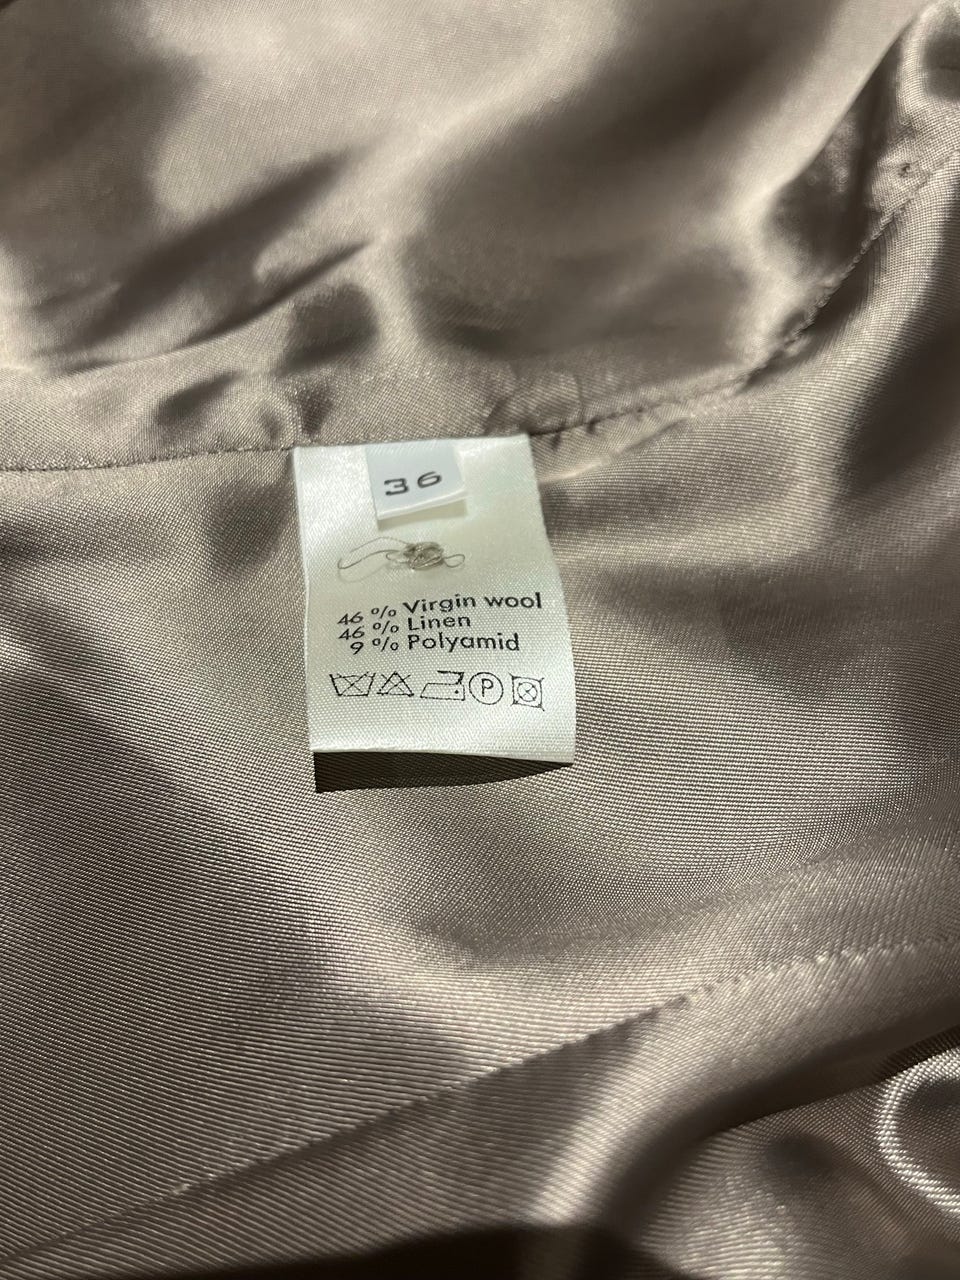 36
46 % Virgin wool
46 % Linen
9 % Polyamid
P